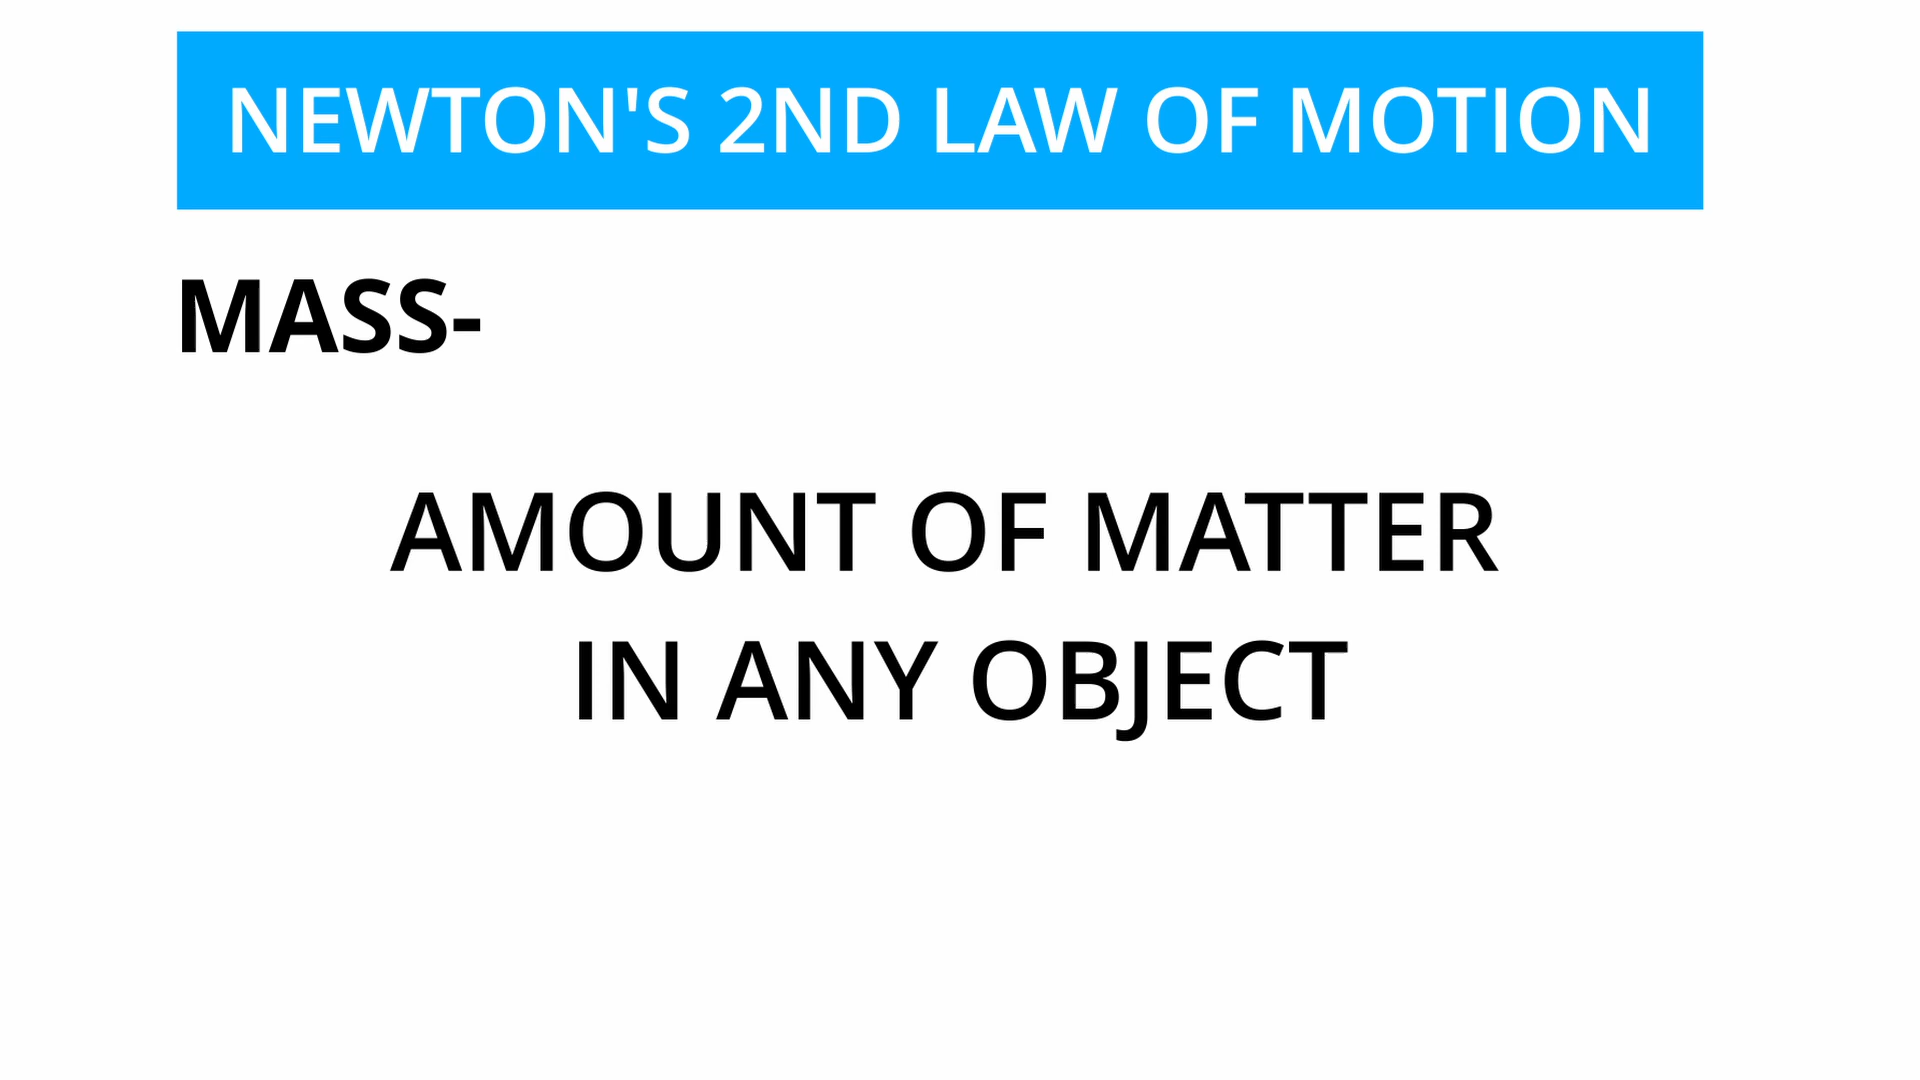 NEWTON'S 2ND LAW OF MOTION
MASS-
AMOUNT OF MATTER
IN ANY OBJECT